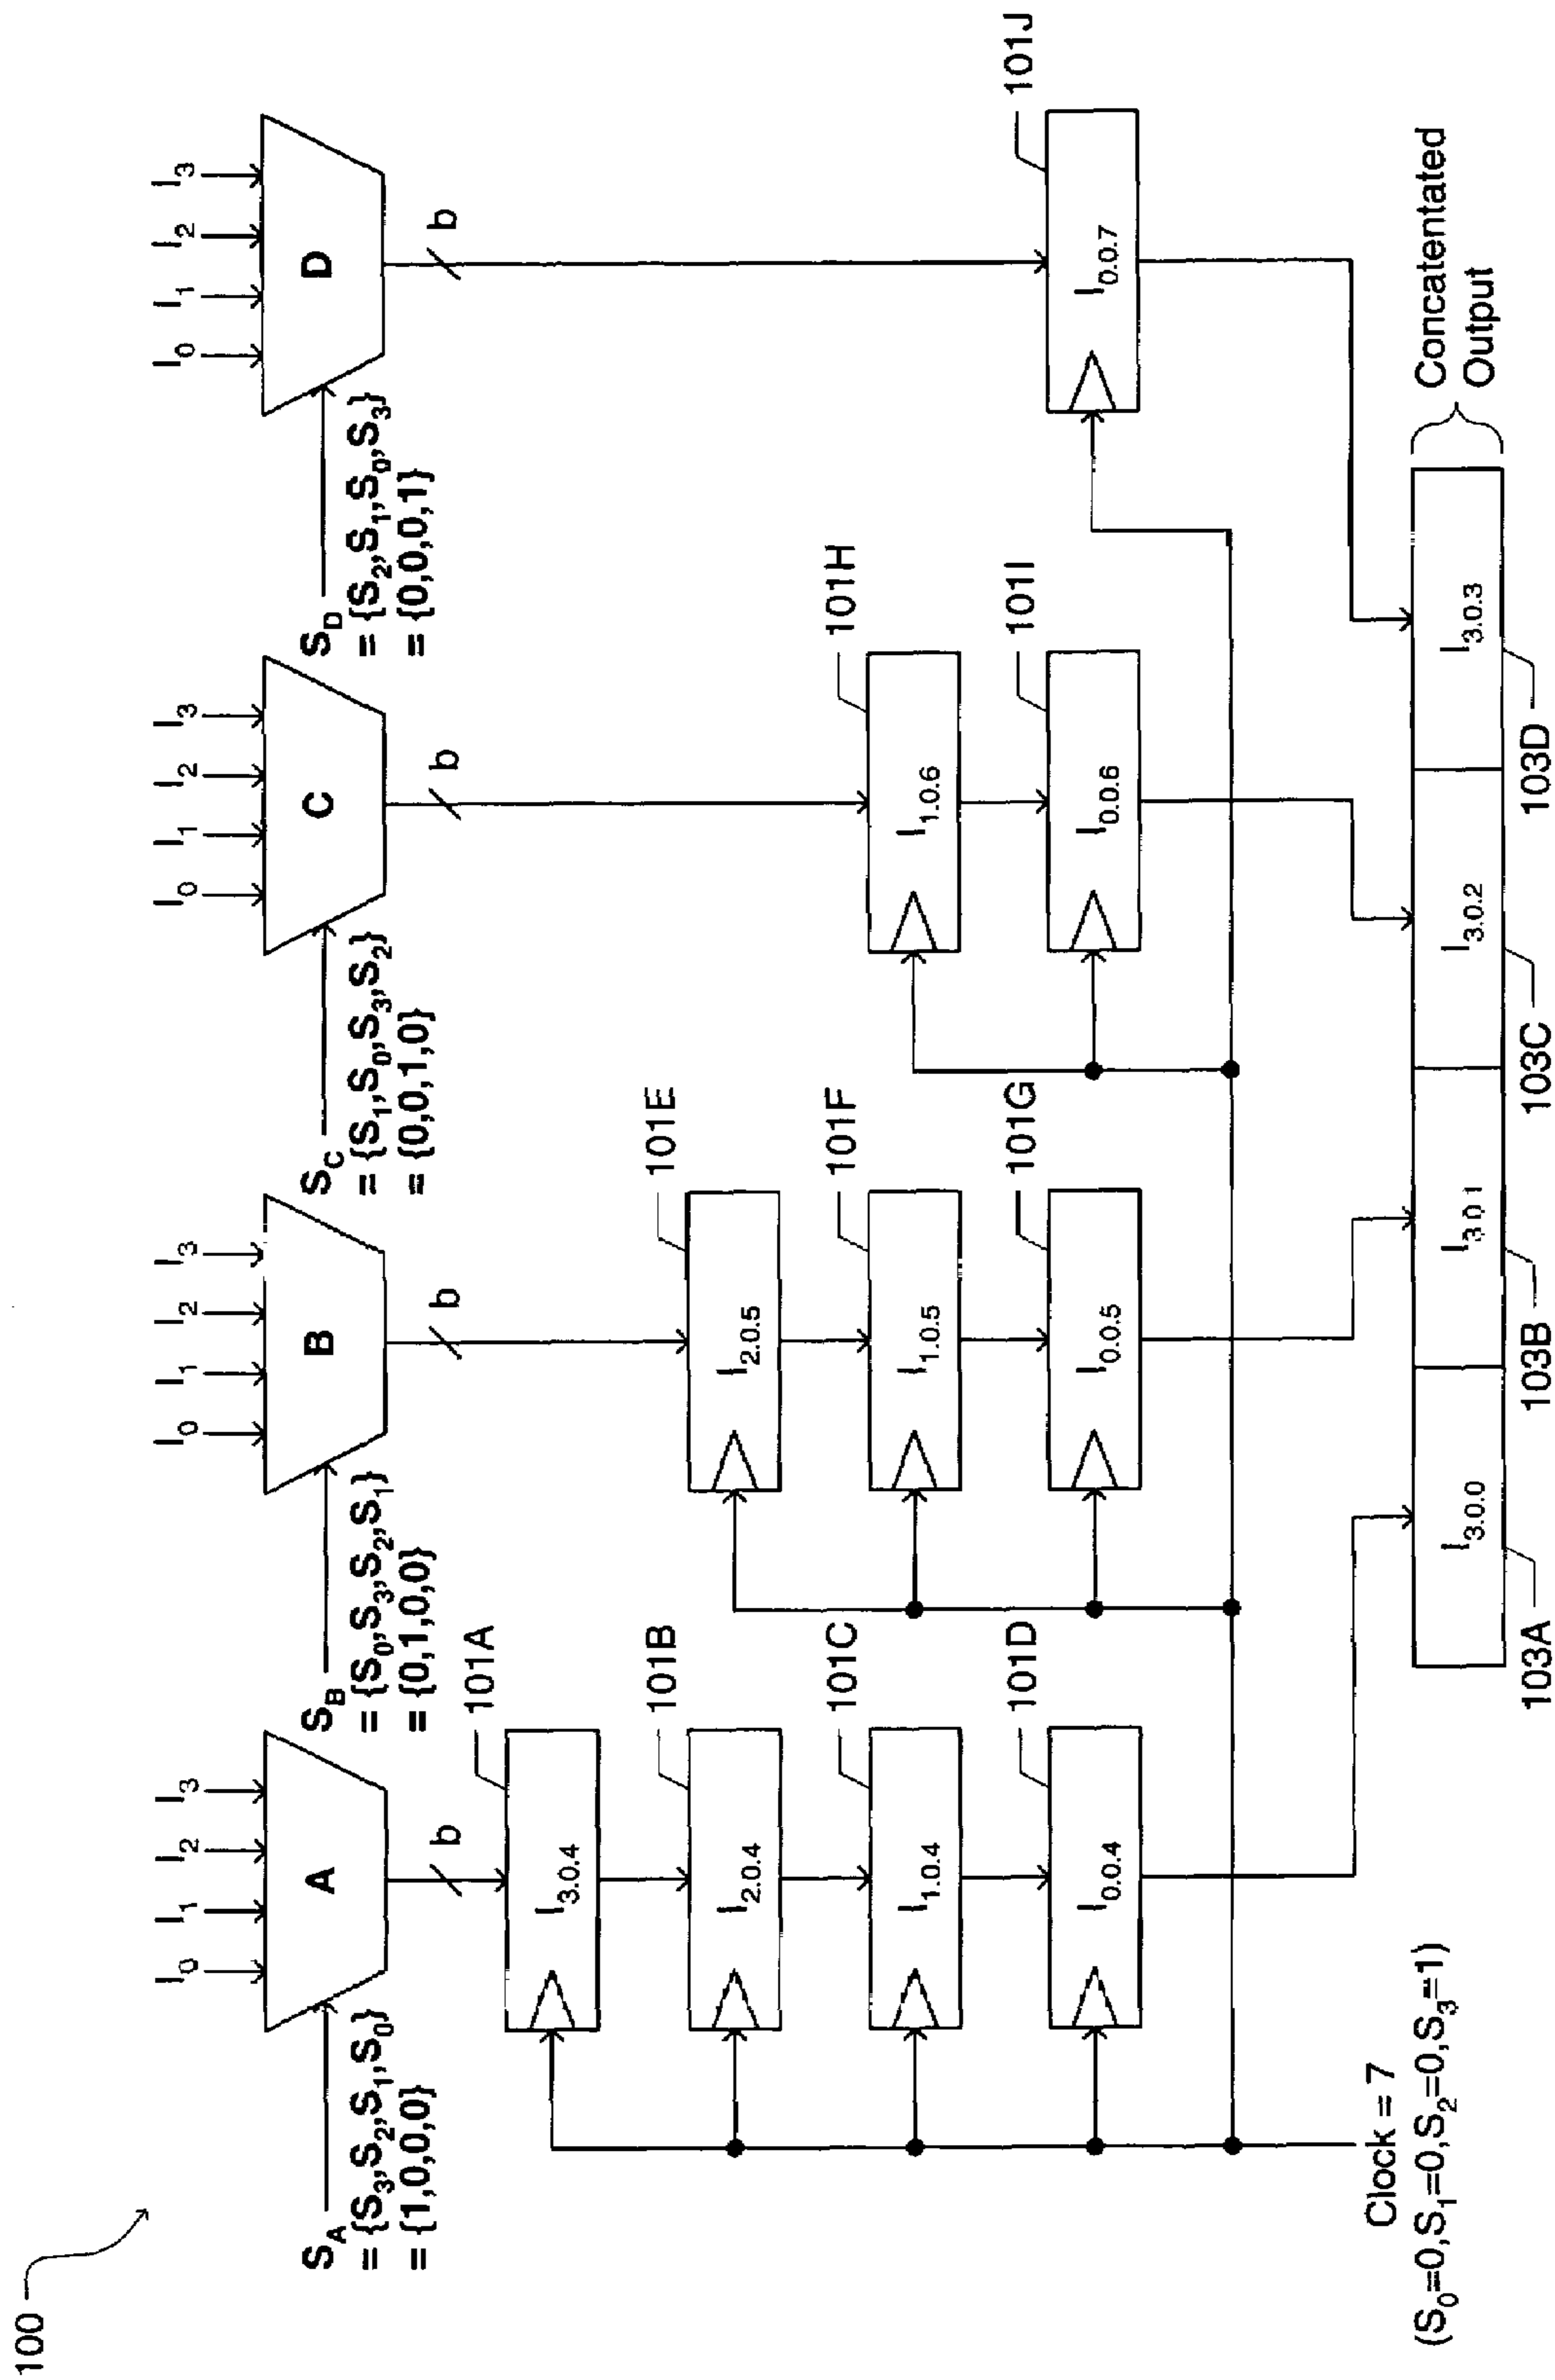 100
I0 I1 I2 I3
I0 I1 I2 I3
I0 I1 I2 I3
I0 I1 I2 I3
A
B
C
D
SA
= {S3,S2,S1,S0}
= {1,0,0,0}
SB
= {S0,S3,S2,S1}
= {0,1,0,0}
SC
= {S1,S0,S3,S2}
= {0,0,1,0}
SD
= {S2,S1,S0,S3}
= {0,0,0,1}
b
b
b
b
101A
I3.0.4
101B
I2.0.4
101E
I2.0.5
101C
I1.0.4
101F
I1.0.5
101H
I1.0.6
101D
I0.0.4
101G
I0.0.5
101I
I0.0.6
101J
I0.0.7
Clock = 7
(S0=0,S1=0,S2=0,S3=1)
I3.0.0
I3.0.1
I3.0.2
I3.0.3
Concatentated
Output
103A
103B
103C
103D